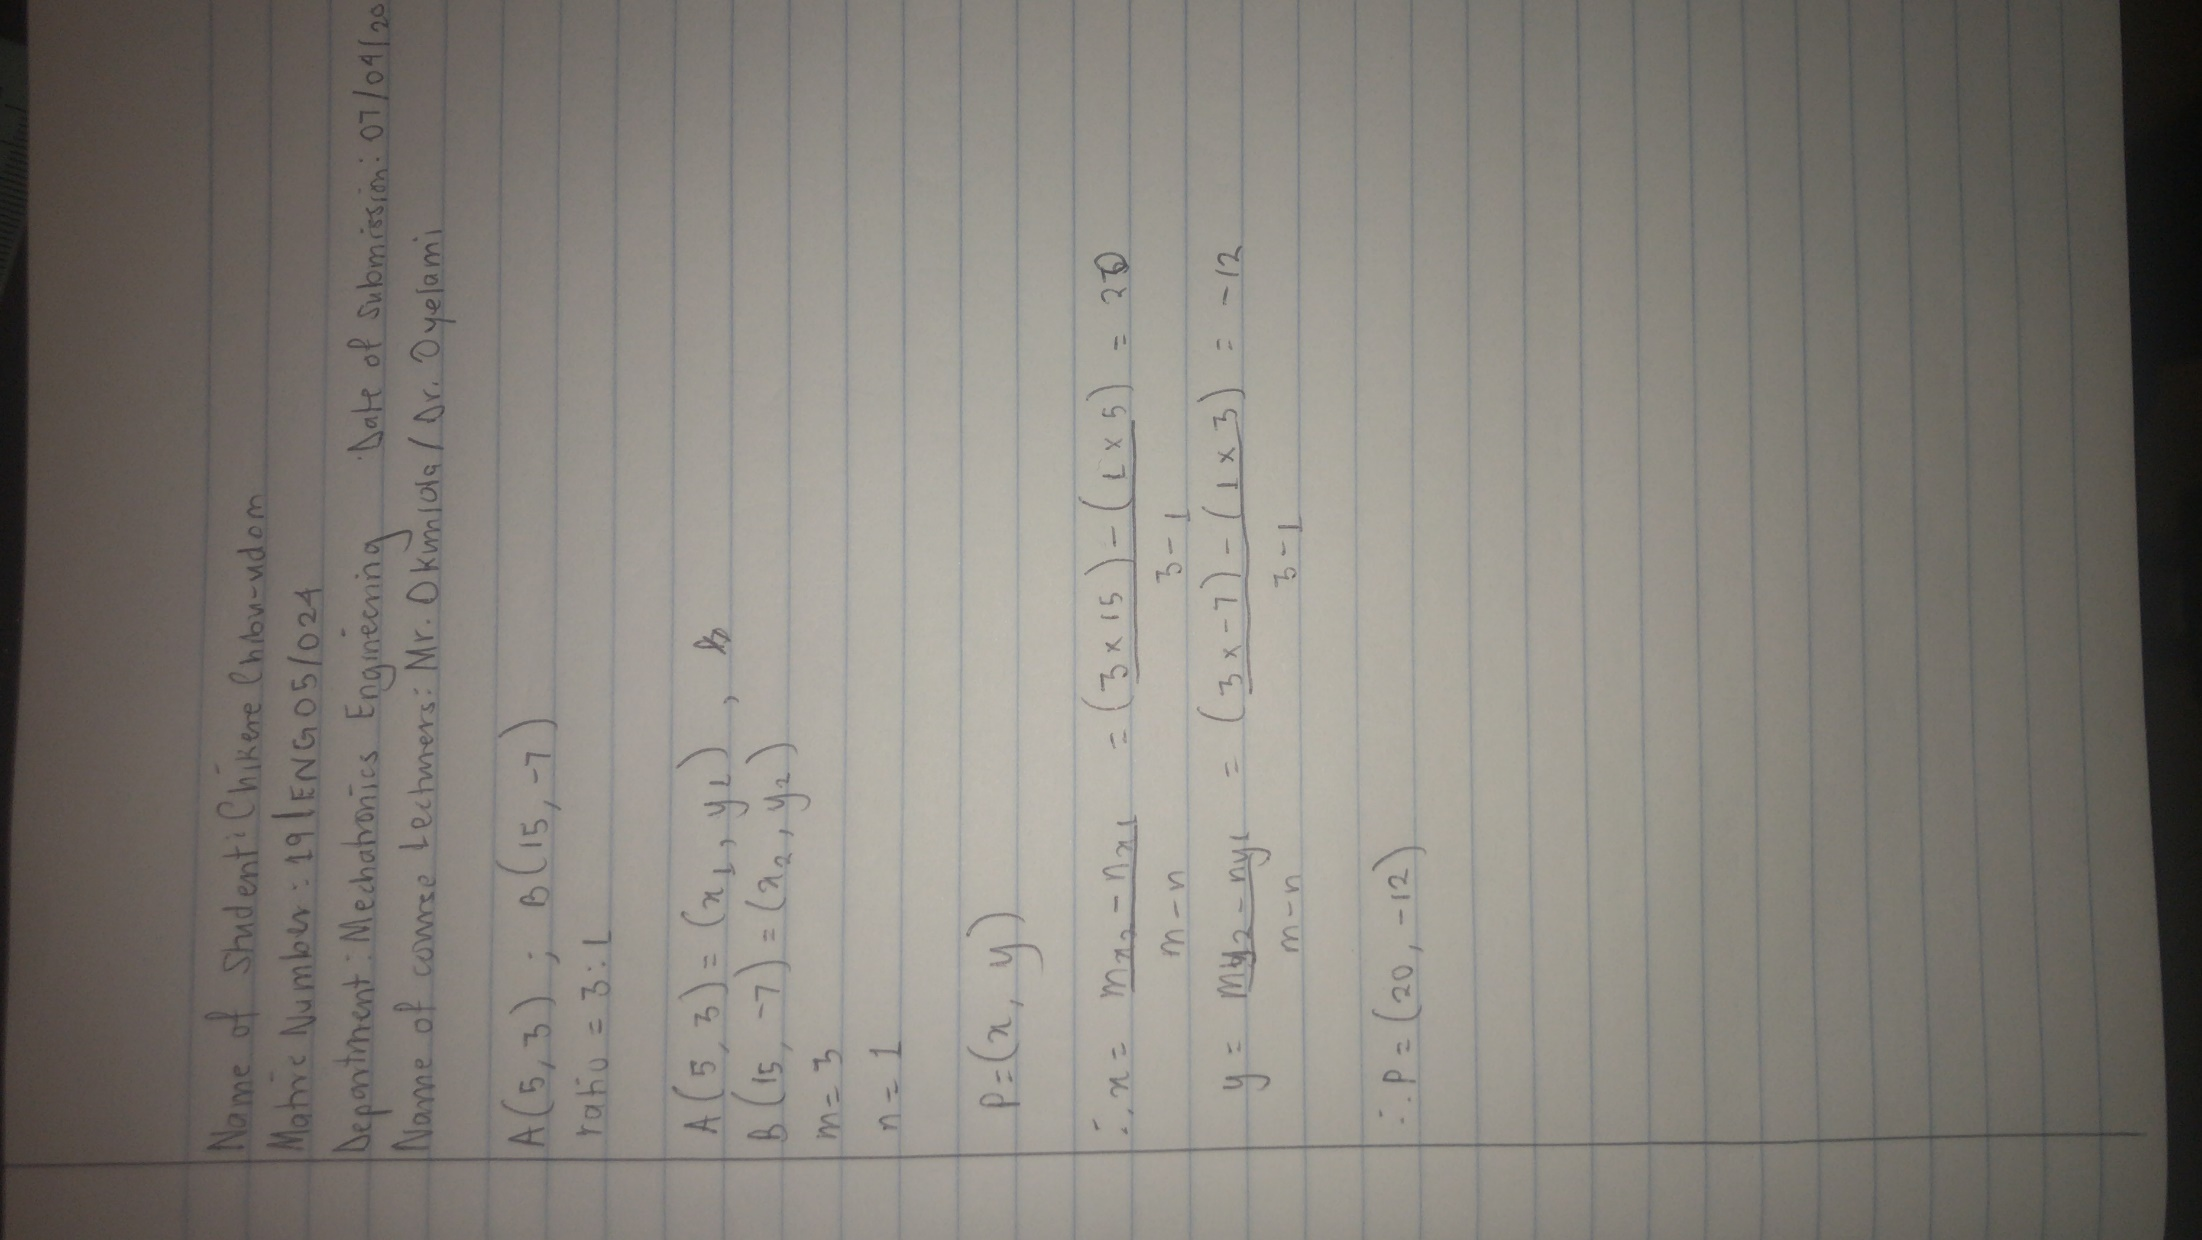 Name of Student: Chikere Chibu-udom
Matric Number: 19/ENG05/024
Department: Mechatronics Engineering Date of Submission: 07/04/20
Name of course Lecturers: Mr. Okmlola/Dr. Oyelami
A(5, 3) ; B(15, -7)
ratio = 3:1
A(5, 3) = (x1, y1) ,
B(15, -7) = (x2, y2)
m = 3
n = 1
P = (x, y)
∴ x = mx2 - nx1 = (3 x 15) - (1 x 5) = 20
m - n 3 - 1
y = my2 - ny1 = (3 x -7) - (1 x 3) = -12
m - n 3 - 1
∴ P = (20, -12)